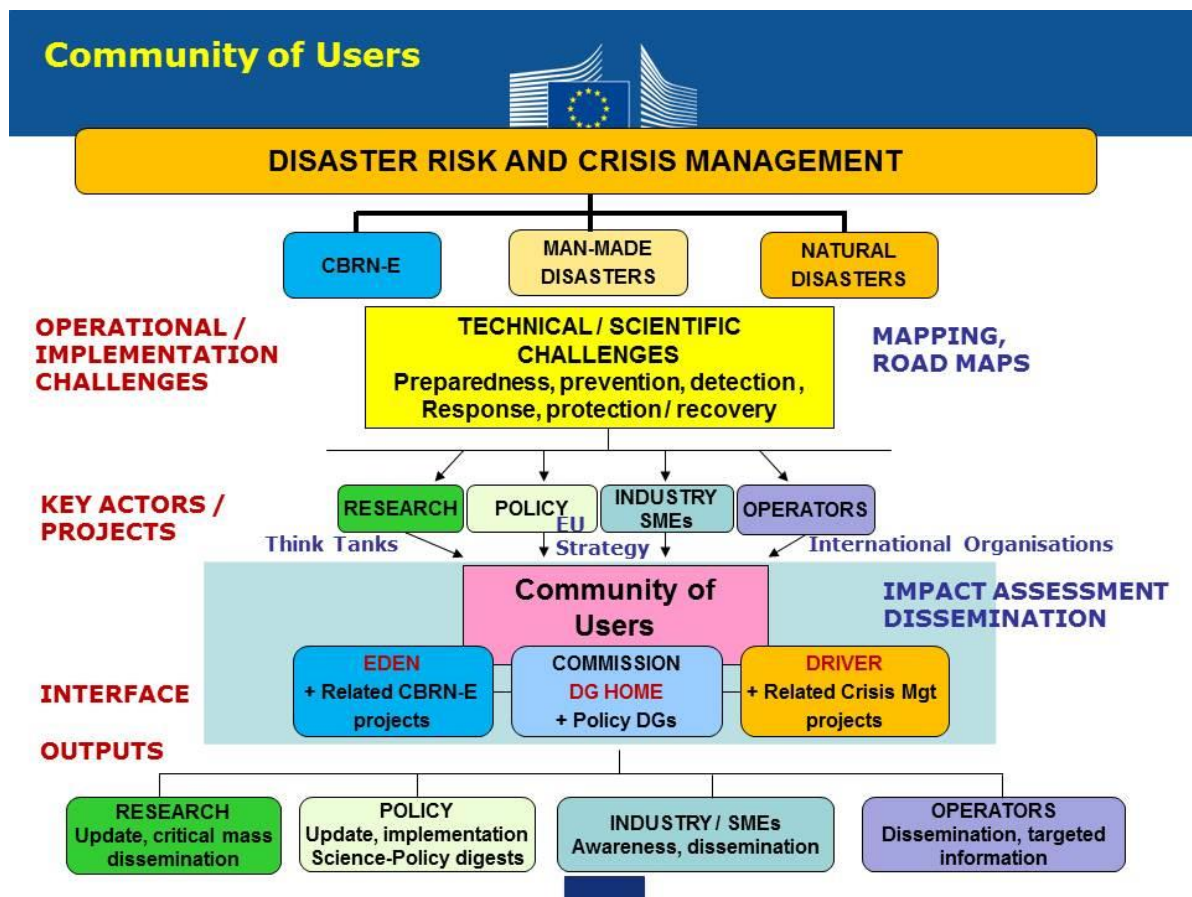 Community of Users
DISASTER RISK AND CRISIS MANAGEMENT
CBRN-E
MAN-MADE
DISASTERS
NATURAL
DISASTERS
OPERATIONAL /
IMPLEMENTATION
CHALLENGES
TECHNICAL / SCIENTIFIC
CHALLENGES
Preparedness, prevention, detection,
Response, protection / recovery
MAPPING,
ROAD MAPS
KEY ACTORS /
PROJECTS
RESEARCH
POLICY
INDUSTRY
SMEs
OPERATORS
Think Tanks
EU
Strategy
International Organisations
Community of
Users
IMPACT ASSESSMENT
DISSEMINATION
INTERFACE
EDEN
+ Related CBRN-E
projects
COMMISSION
DG HOME
+ Policy DGs
DRIVER
+ Related Crisis Mgt
projects
OUTPUTS
RESEARCH
Update, critical mass
dissemination
POLICY
Update, implementation
Science-Policy digests
INDUSTRY / SMEs
Awareness, dissemination
OPERATORS
Dissemination, targeted
information